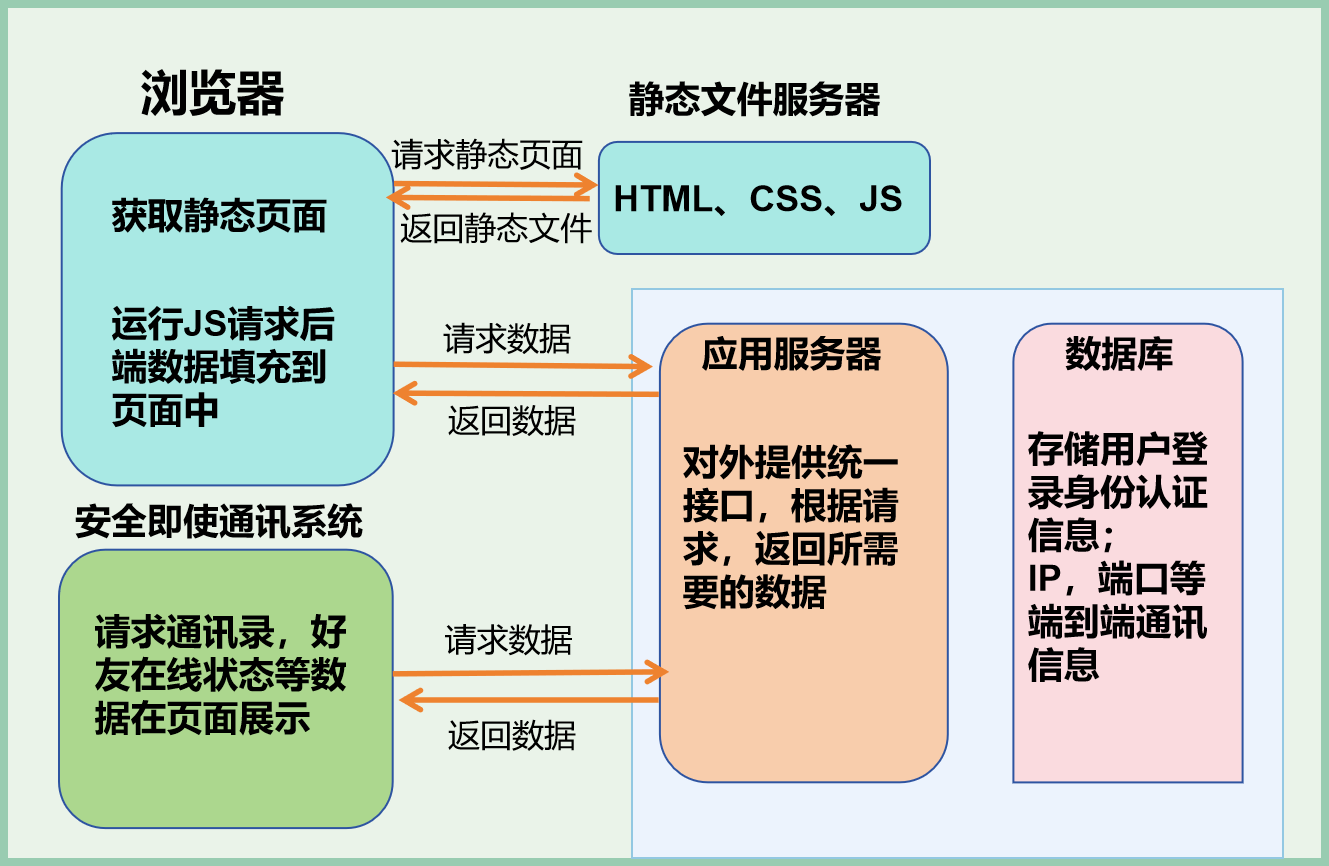 浏览器
静态文件服务器
请求静态页面
HTML、CSS、JS
获取静态页面
返回静态文件
运行JS请求后
端数据填充到
页面中
请求数据
返回数据
应用服务器
对外提供统一
接口，根据请
求，返回所需
要的数据
数据库
存储用户登
录身份认证
信息；
IP，端口等
端到端通讯
信息
安全即使通讯系统
请求通讯录，好
友在线状态等数
据在页面展示
请求数据
返回数据